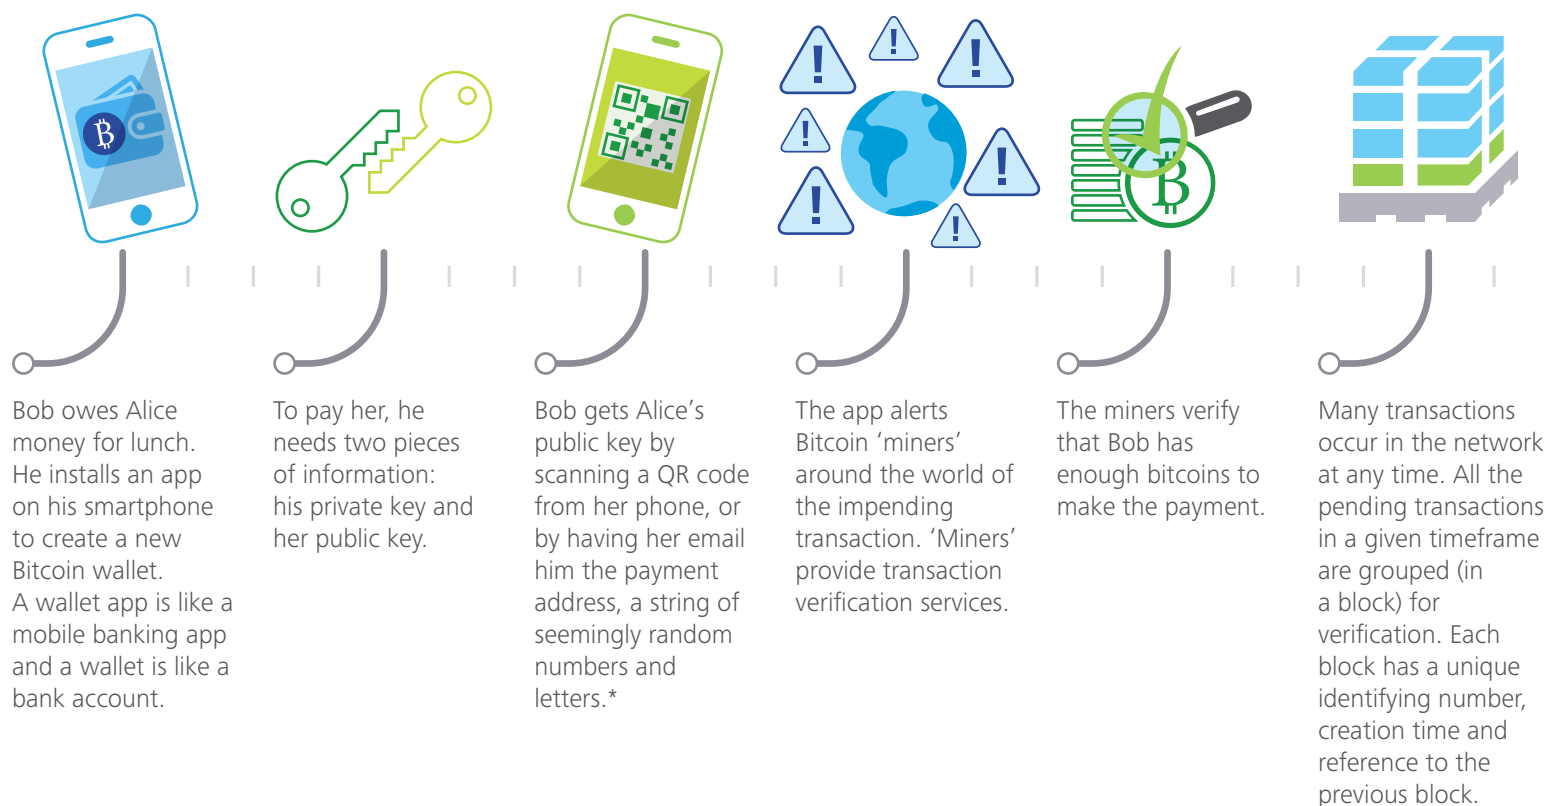 Bob owes Alice
money for lunch.
He installs an app
on his smartphone
to create a new
Bitcoin wallet.
A wallet app is like a
mobile banking app
and a wallet is like a
bank account.
To pay her, he
needs two pieces
of information:
his private key and
her public key.
Bob gets Alice’s
public key by
scanning a QR code
from her phone, or
by having her email
him the payment
address, a string of
seemingly random
numbers and
letters.*
The app alerts
Bitcoin ‘miners’
around the world of
the impending
transaction. ‘Miners’
provide transaction
verification services.
The miners verify
that Bob has
enough bitcoins to
make the payment.
Many transactions
occur in the network
at any time. All the
pending transactions
in a given timeframe
are grouped (in
a block) for
verification. Each
block has a unique
identifying number,
creation time and
reference to the
previous block.